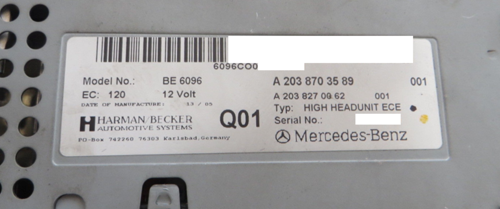 6096CO0
Model No.: BE 6096 A 203 870 35 89 001
EC: 120 12 Volt A 203 827 00 62 001
DATE OF MANUFACTURE: 13 / 05 Typ: HIGH HEADUNIT ECE
HARMAN/BECKER Q01 Serial No.:
AUTOMOTIVE SYSTEMS Mercedes-Benz
PO-Box 742260 76303 Karlsbad,Germany